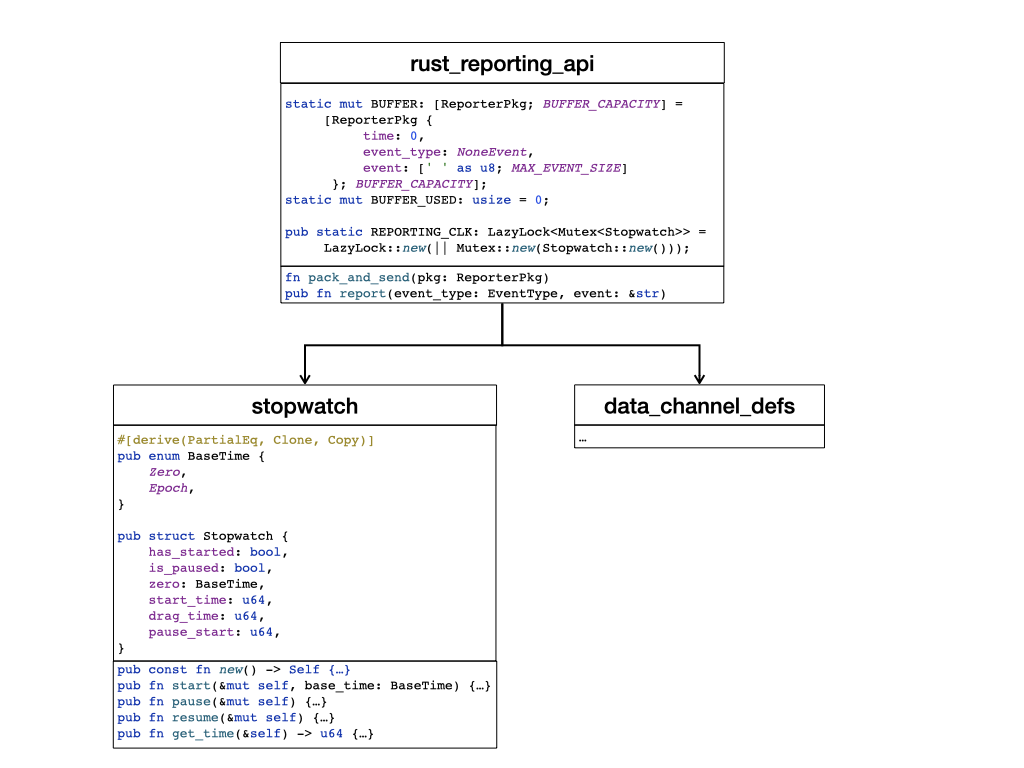 rust_reporting_api
static mut BUFFER: [ReporterPkg; BUFFER_CAPACITY] =
[ReporterPkg {
time: 0,
event_type: NoneEvent,
event: [' ' as u8; MAX_EVENT_SIZE]
}; BUFFER_CAPACITY];
static mut BUFFER_USED: usize = 0;
pub static REPORTING_CLK: LazyLock<Mutex<Stopwatch>> =
LazyLock::new(|| Mutex::new(Stopwatch::new()));
fn pack_and_send(pkg: ReporterPkg)
pub fn report(event_type: EventType, event: &str)
stopwatch
#[derive(PartialEq, Clone, Copy)]
pub enum BaseTime {
Zero,
Epoch,
}
pub struct Stopwatch {
has_started: bool,
is_paused: bool,
zero: BaseTime,
start_time: u64,
drag_time: u64,
pause_start: u64,
}
pub const fn new() -> Self {…}
pub fn start(&mut self, base_time: BaseTime) {…}
pub fn pause(&mut self) {…}
pub fn resume(&mut self) {…}
pub fn get_time(&self) -> u64 {…}
data_channel_defs
…